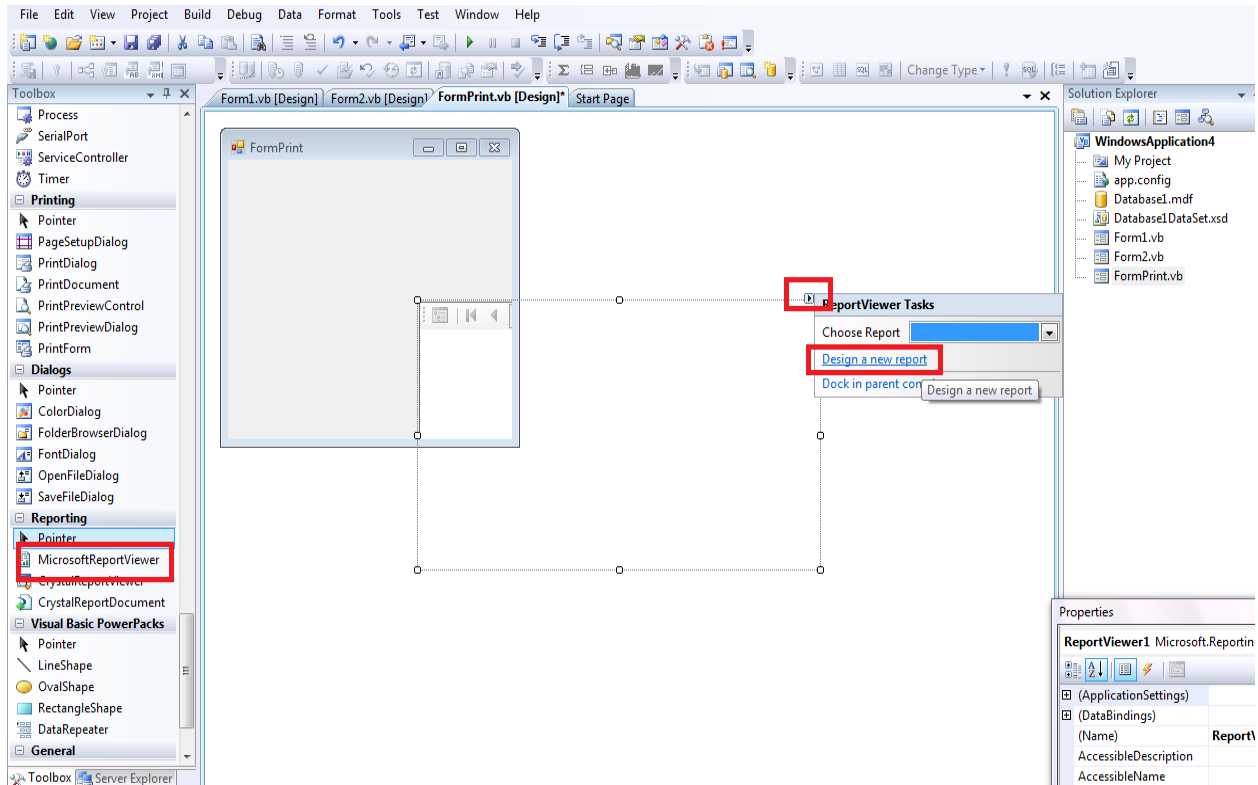 File Edit View Project Build Debug Data Format Tools Test Window Help
Change Type
Toolbox
Form1.vb [Design] Form2.vb [Design] FormPrint.vb [Design]* Start Page
Solution Explorer
Process
SerialPort
ServiceController
Timer
Printing
Pointer
PageSetupDialog
PrintDialog
PrintDocument
PrintPreviewControl
PrintPreviewDialog
PrintForm
Dialogs
Pointer
ColorDialog
FolderBrowserDialog
FontDialog
OpenFileDialog
SaveFileDialog
Reporting
Pointer
MicrosoftReportViewer
CrystalReportViewer
CrystalReportDocument
Visual Basic PowerPacks
Pointer
LineShape
OvalShape
RectangleShape
DataRepeater
General
Toolbox Server Explorer
FormPrint
ReportViewer Tasks
Choose Report
Design a new report
Dock in parent con
Design a new report
WindowsApplication4
My Project
app.config
Database1.mdf
Database1DataSet.xsd
Form1.vb
Form2.vb
FormPrint.vb
Properties
ReportViewer1 Microsoft.Reportin
(ApplicationSettings)
(DataBindings)
(Name) ReportV
AccessibleDescription
AccessibleName